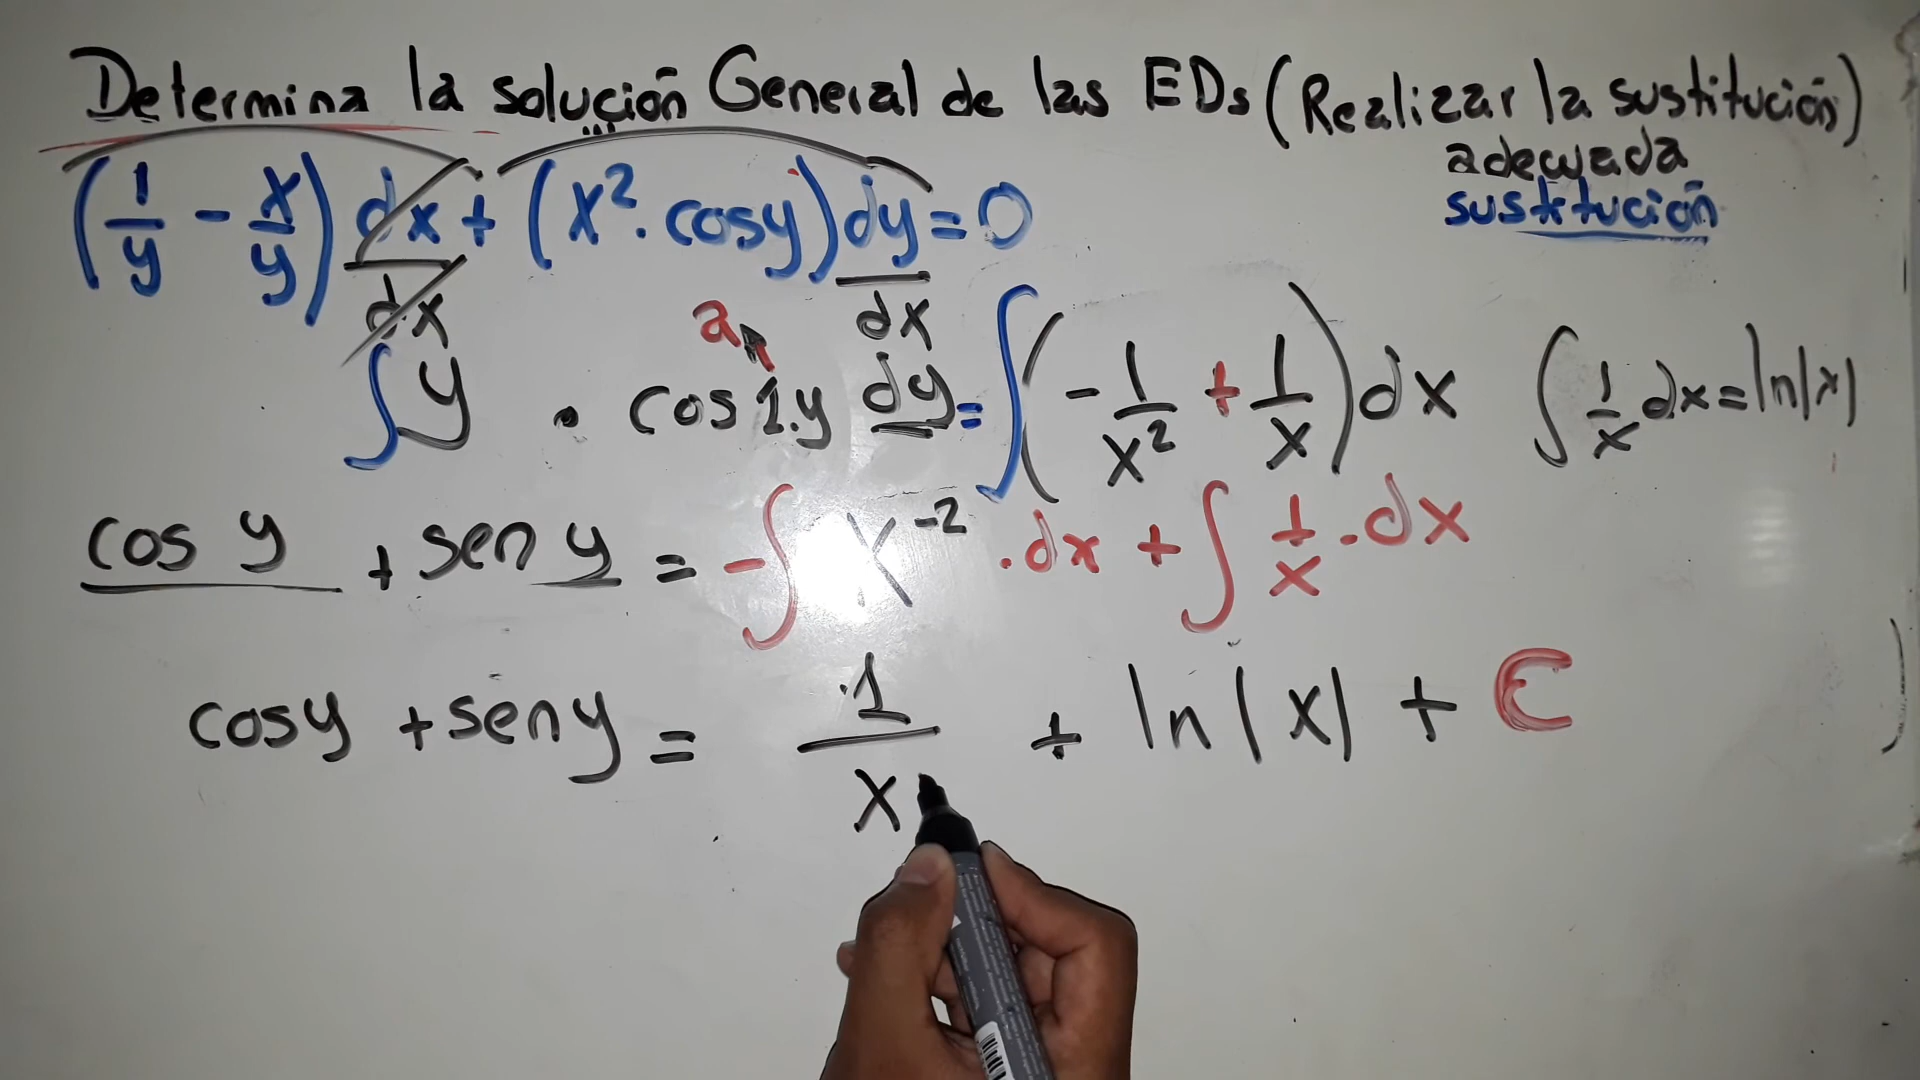 Determina la solución General de las EDs (Realizar la sustitución)
adecuada
sustitución
(1/y - x/y) dx/dx + (x² · cosy) dy/dx = 0
a
∫ y · cos 1.y dy = ∫ (-1/x² + 1/x) dx    ∫ 1/x dx = ln|x|
cos y + sen y = -∫ x⁻² · dx + ∫ 1/x · dx
cosy + seny = 1/x + ln|x| + C